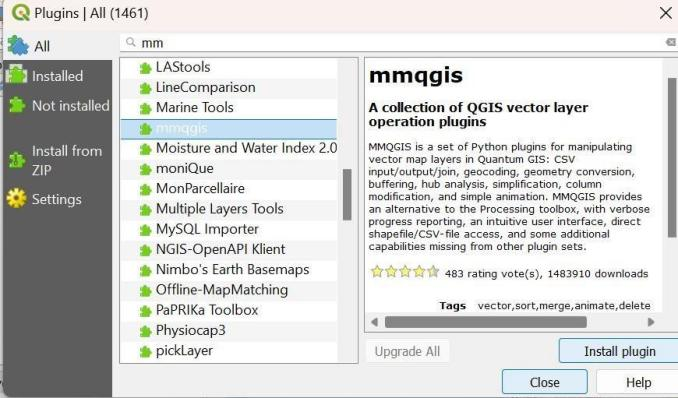 Plugins | All (1461)
All
Installed
Not installed
Install from
ZIP
Settings
mm
LAStools
LineComparison
Marine Tools
mmqgis
Moisture and Water Index 2.0
moniQue
MonParcellaire
Multiple Layers Tools
MySQL Importer
NGIS-OpenAPI Klient
Nimbo's Earth Basemaps
Offline-MapMatching
PaPRIKa Toolbox
Physiocap3
pickLayer
mmqgis
A collection of QGIS vector layer
operation plugins
MMQGIS is a set of Python plugins for manipulating
vector map layers in Quantum GIS: CSV
input/output/join, geocoding, geometry conversion,
buffering, hub analysis, simplification, column
modification, and simple animation. MMQGIS provides
an alternative to the Processing toolbox, with verbose
progress reporting, an intuitive user interface, direct
shapefile/CSV-file access, and some additional
capabilities missing from other plugin sets.
483 rating vote(s), 1483910 downloads
Tags vector,sort,merge,animate,delete
Upgrade All
Install plugin
Close
Help